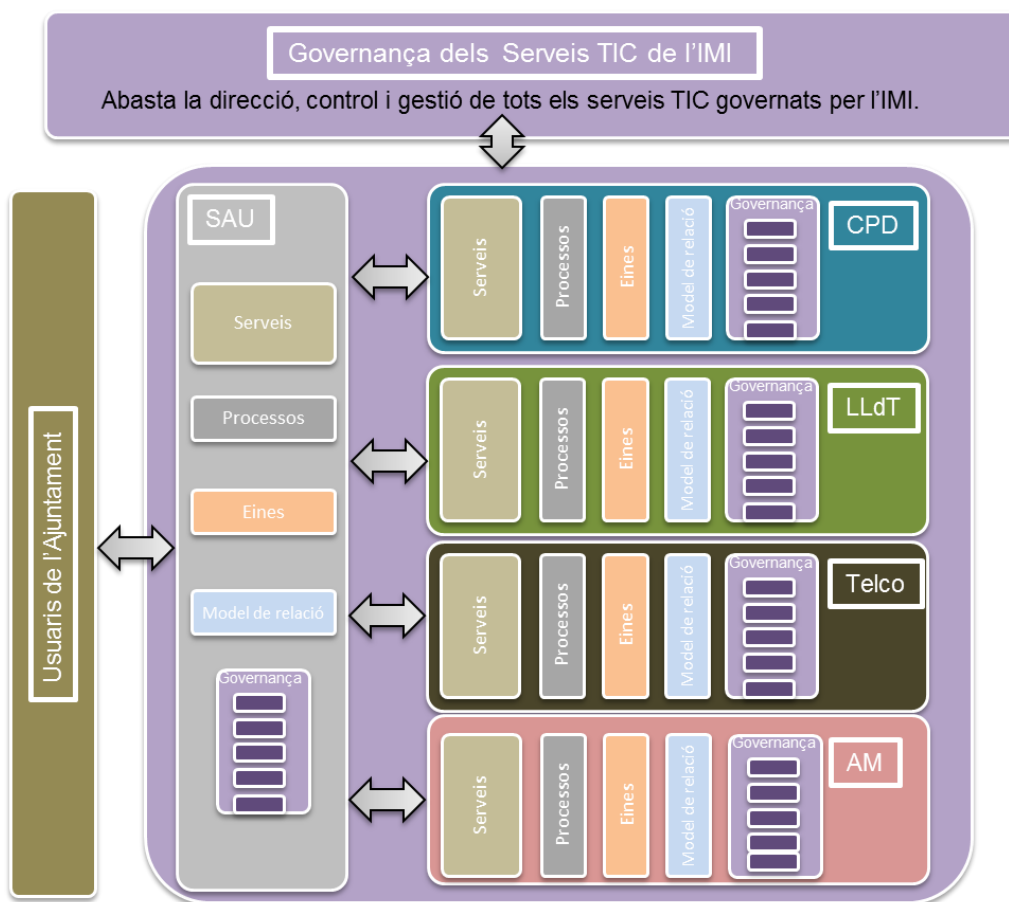 Governança dels Serveis TIC de l'IMI
Abasta la direcció, control i gestió de tots els serveis TIC governats per l'IMI.
Usuaris de l'Ajuntament
SAU
Serveis
Processos
Eines
Model de relació
Governança
Serveis
Processos
Eines
Model de relació
Governança
CPD
Serveis
Processos
Eines
Model de relació
Governança
LLdT
Serveis
Processos
Eines
Model de relació
Governança
Telco
Serveis
Processos
Eines
Model de relació
Governança
AM